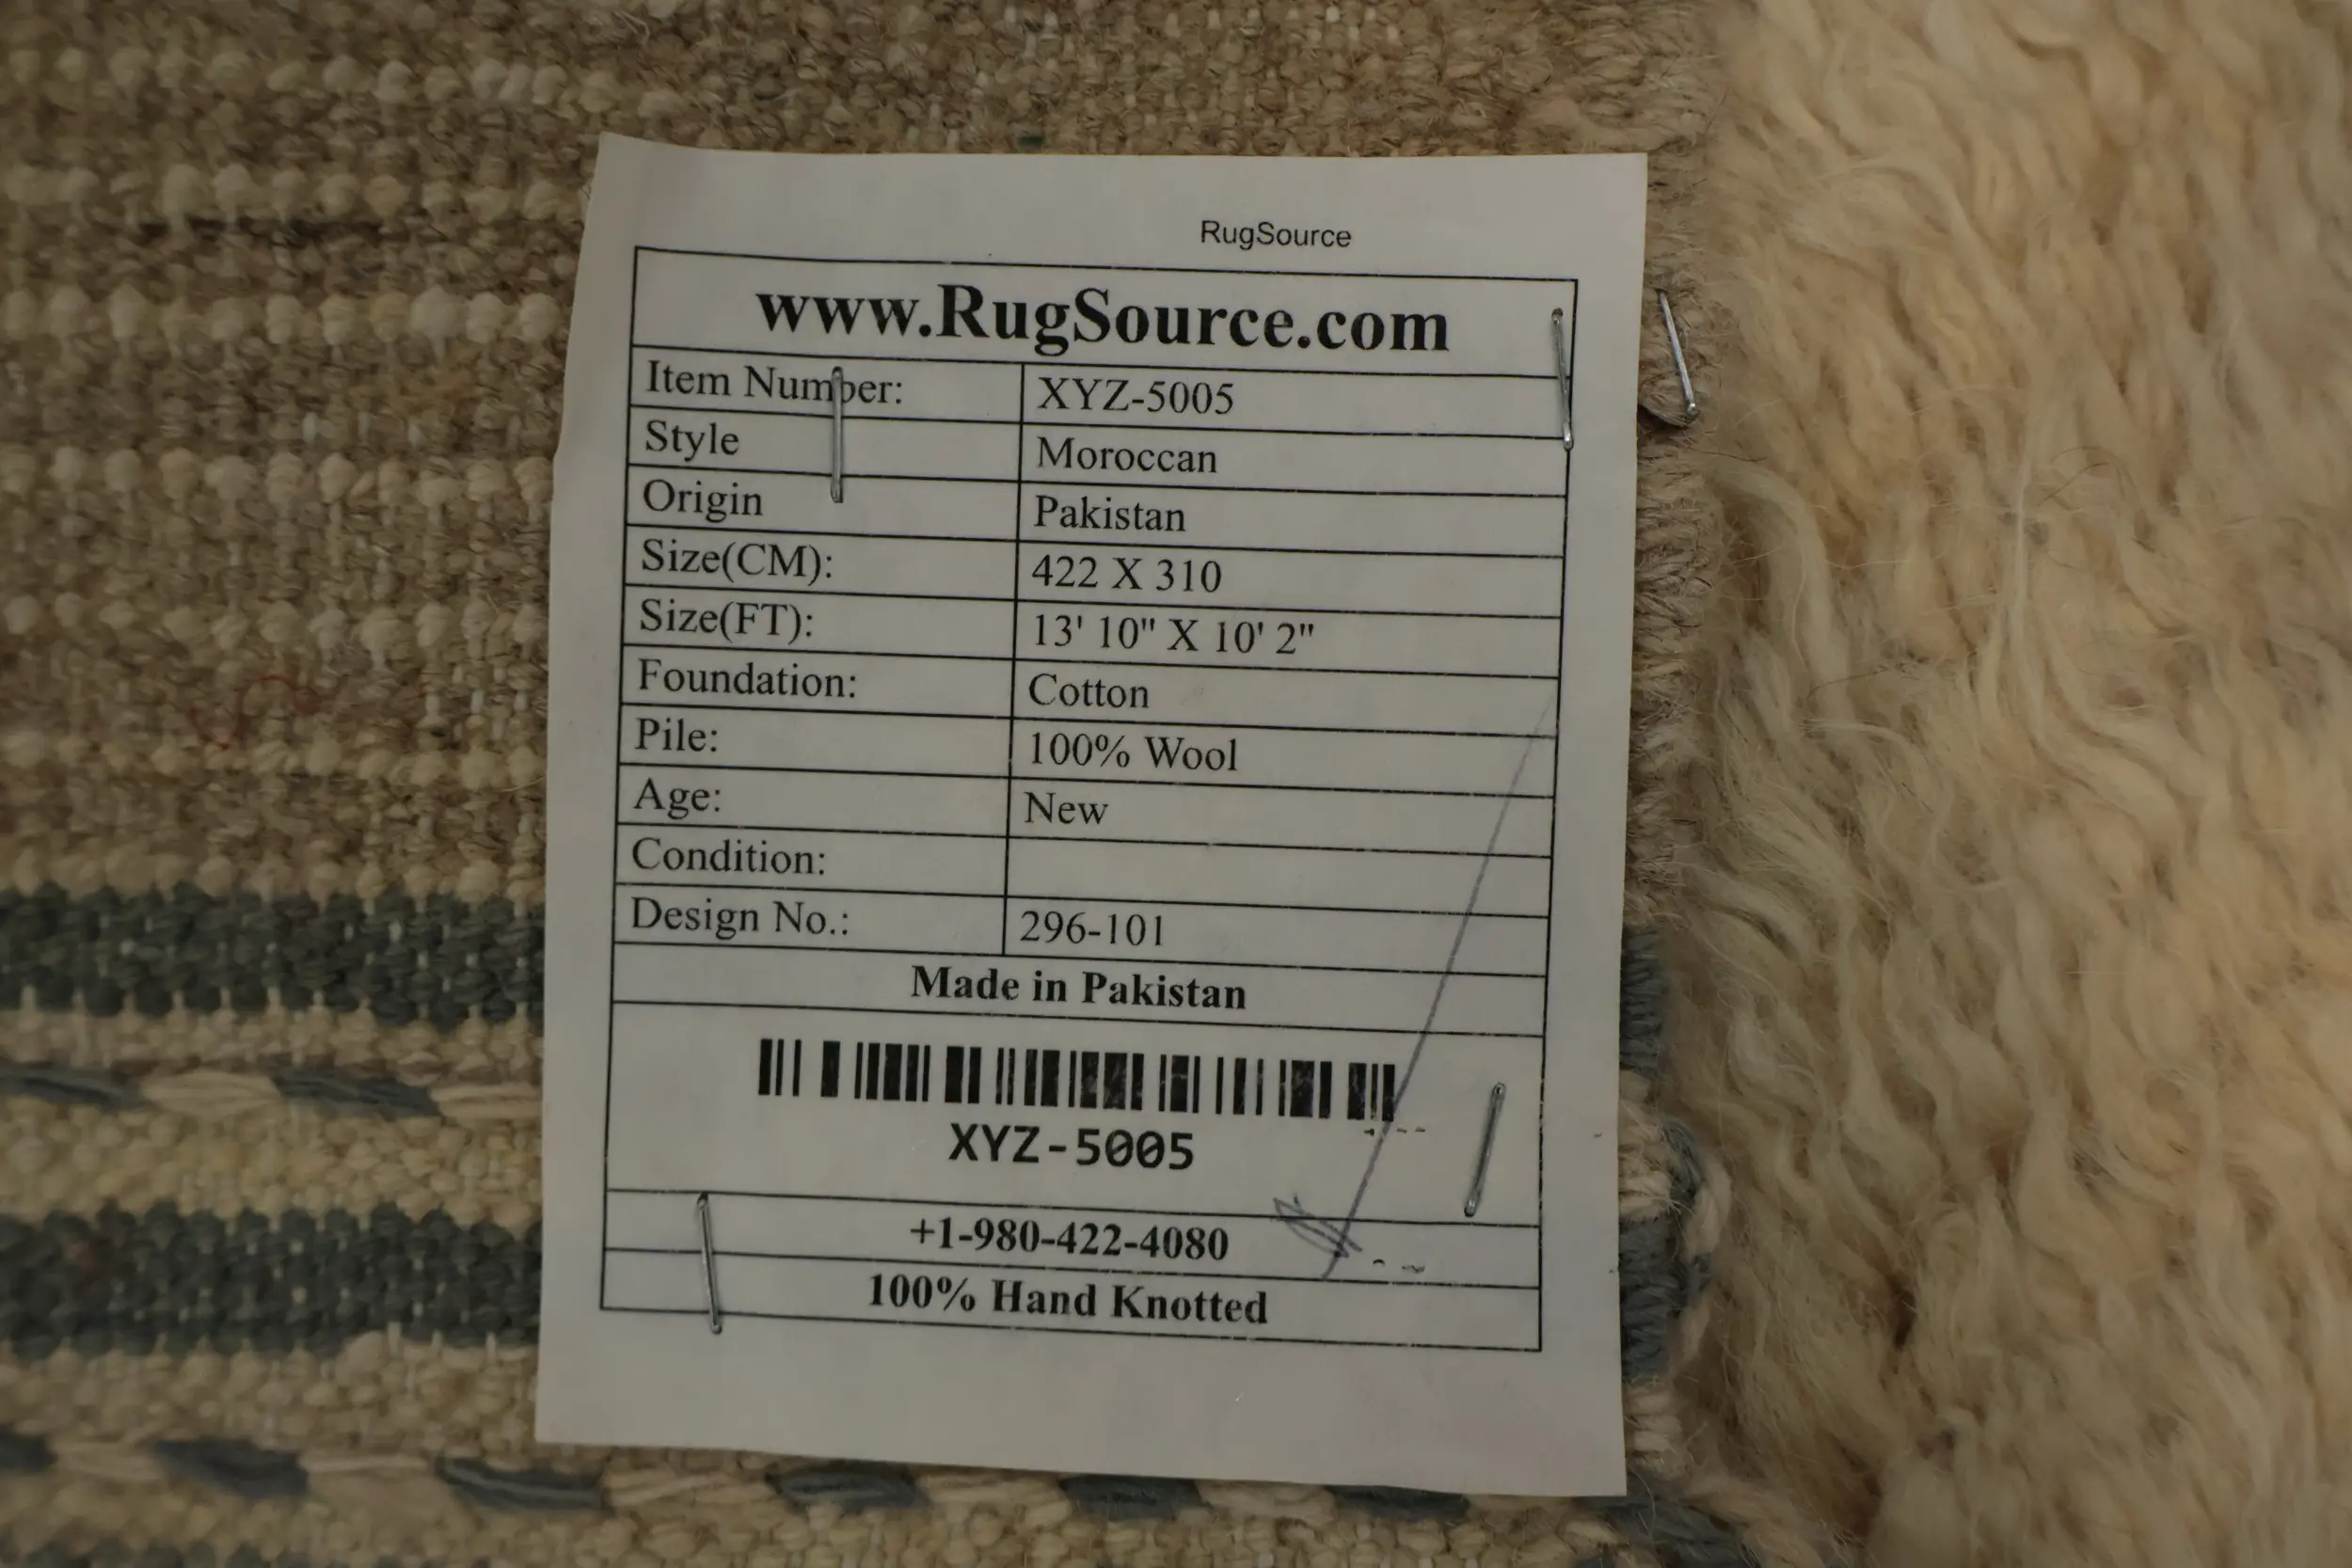 RugSource
www.RugSource.com
Item Number: XYZ-5005
Style Moroccan
Origin Pakistan
Size(CM): 422 X 310
Size(FT): 13' 10" X 10' 2"
Foundation: Cotton
Pile: 100% Wool
Age: New
Condition:
Design No.: 296-101
Made in Pakistan
XYZ-5005
+1-980-422-4080
100% Hand Knotted